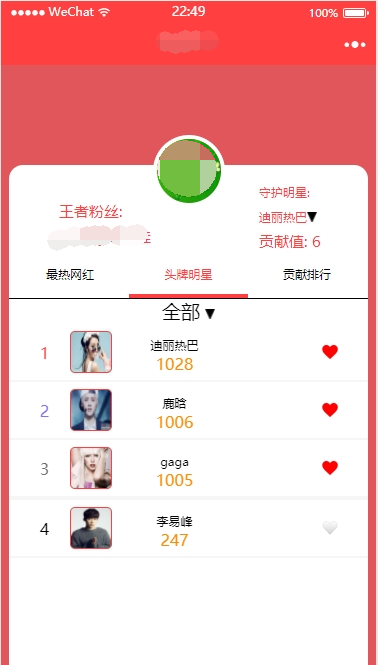 WeChat 22:49 100%
守护明星:
王者粉丝: 迪丽热巴▼
贡献值: 6
最热网红 头牌明星 贡献排行
全部▼
1 迪丽热巴
1028
2 鹿晗
1006
3 gaga
1005
4 李易峰
247